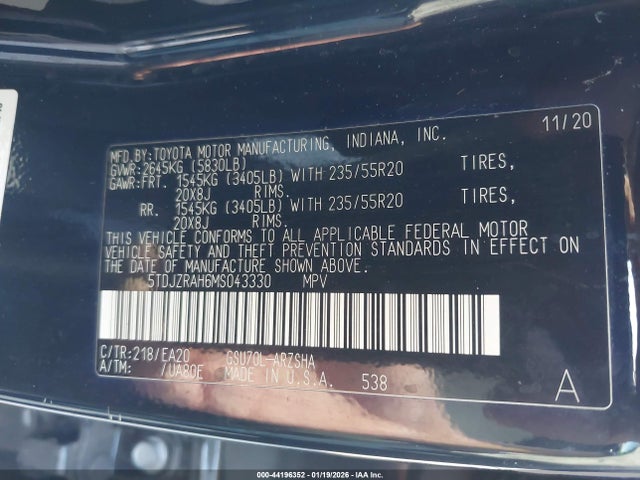 11/20
MFD.BY:TOYOTA MOTOR MANUFACTURING, INDIANA, INC.
GVWR:2645KG (5830LB)
GAWR:FRT. 1545KG (3405LB) WITH 235/55R20 TIRES,
20X8J RIMS.
RR. 1545KG (3405LB) WITH 235/55R20 TIRES,
20X8J RIMS.
THIS VEHICLE CONFORMS TO ALL APPLICABLE FEDERAL MOTOR
VEHICLE SAFETY AND THEFT PREVENTION STANDARDS IN EFFECT ON
THE DATE OF MANUFACTURE SHOWN ABOVE.
5TDJZRAH6MS043330 MPV
C/TR:218/EA20 GSU70L-ARZSHA
A/TM: /UA80E MADE IN U.S.A. 538 A
000-44196352 - 01/19/2026 - IAA Inc.